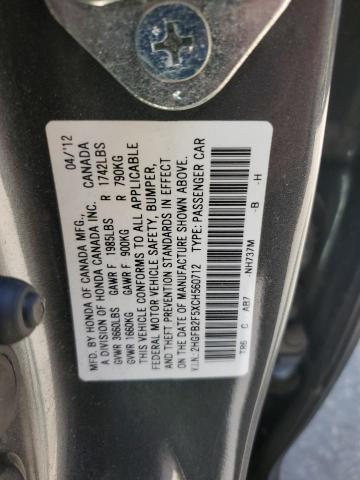 MFD. BY HONDA OF CANADA MFG., 04/'12
A DIVISION OF HONDA CANADA INC. CANADA
GVWR 3660LBS GAWR F 1985LBS R 1742LBS
GVWR 1660KG GAWR F 900KG R 790KG
THIS VEHICLE CONFORMS TO ALL APPLICABLE
FEDERAL MOTOR VEHICLE SAFETY, BUMPER,
AND THEFT PREVENTION STANDARDS IN EFFECT
ON THE DATE OF MANUFACTURE SHOWN ABOVE.
V.I.N.:2HGFB2F5XCH560712 TYPE: PASSENGER CAR
TR6 C AB7 -NH737M -B -H